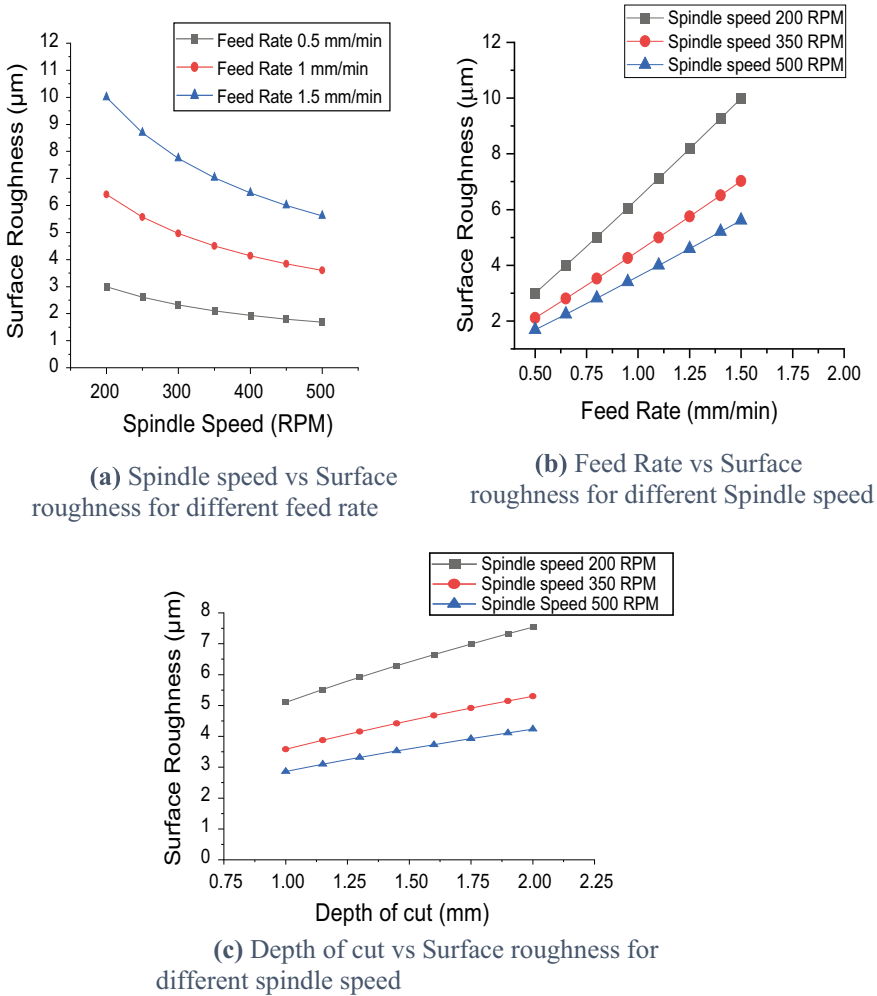 Feed Rate 0.5 mm/min
Feed Rate 1 mm/min
Feed Rate 1.5 mm/min
12
11
10
9
8
7
6
5
4
3
2
1
0
Surface Roughness (μm)
200
300
400
500
Spindle Speed (RPM)
(a) Spindle speed vs Surface
roughness for different feed rate
Spindle speed 200 RPM
Spindle speed 350 RPM
Spindle speed 500 RPM
12
10
8
6
4
2
Surface Roughness (μm)
0.50
0.75
1.00
1.25
1.50
1.75
2.00
Feed Rate (mm/min)
(b) Feed Rate vs Surface
roughness for different Spindle speed
Spindle speed 200 RPM
Spindle speed 350 RPM
Spindle Speed 500 RPM
8
7
6
5
4
3
2
1
0
Surface Roughness (μm)
0.75
1.00
1.25
1.50
1.75
2.00
2.25
Depth of cut (mm)
(c) Depth of cut vs Surface roughness for
different spindle speed